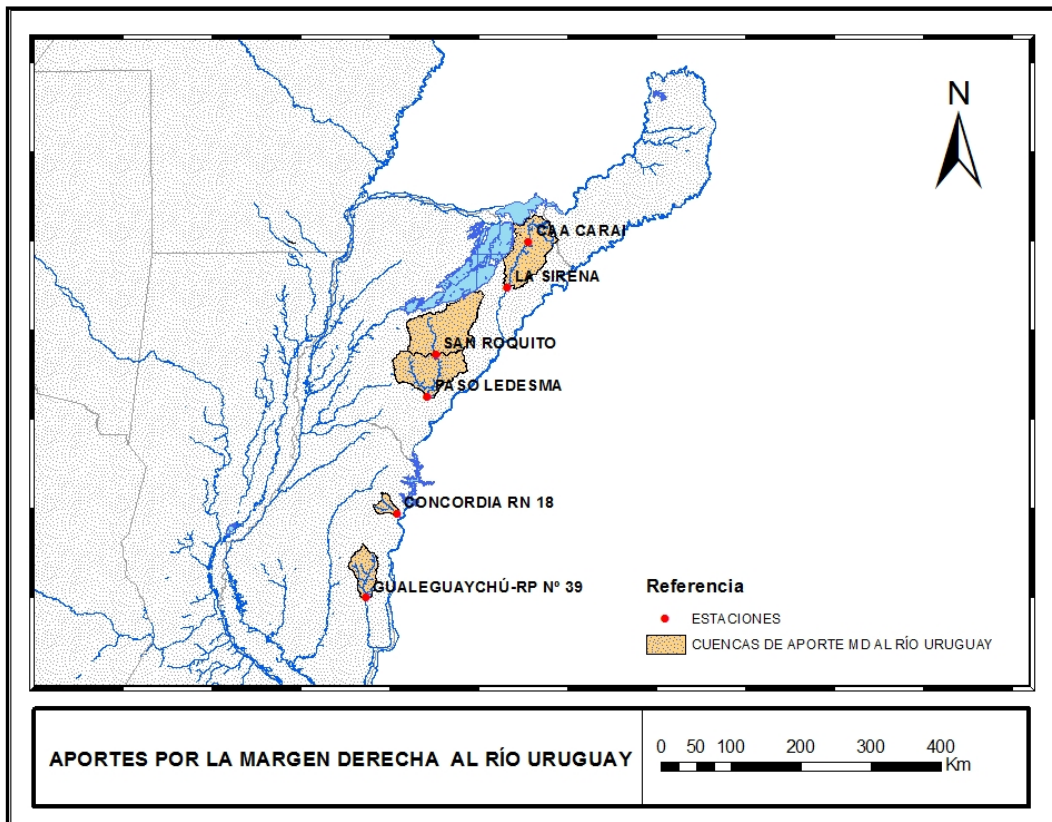 N
CAA CARAI
LA SIRENA
SAN ROQUITO
PASO LEDESMA
CONCORDIA RN 18
GUALEGUAYCHÚ-RP Nº 39
Referencia
ESTACIONES
CUENCAS DE APORTE MD AL RÍO URUGUAY
APORTES POR LA MARGEN DERECHA AL RÍO URUGUAY
0 50 100 200 300 400
Km